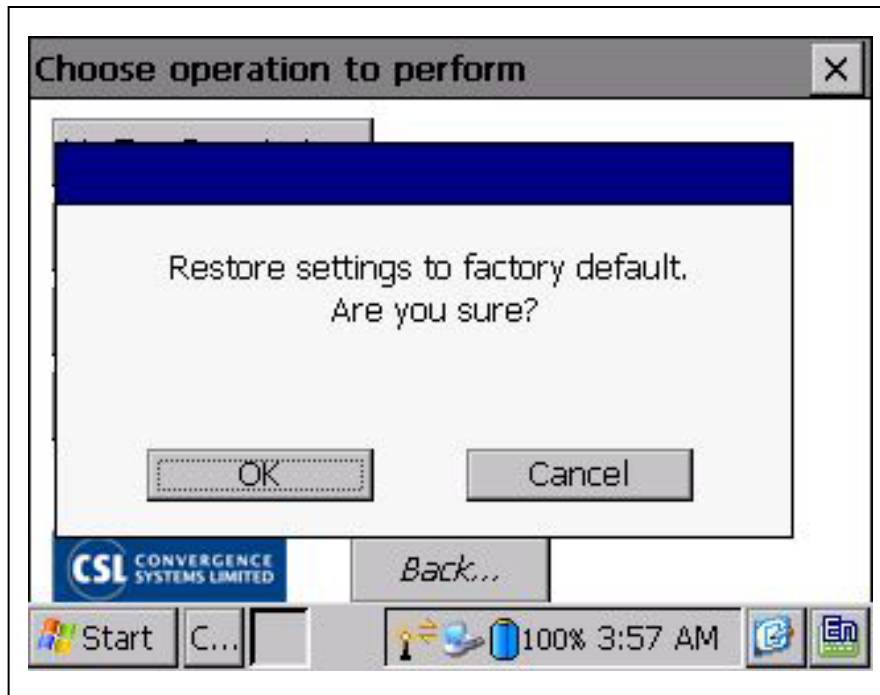 Choose operation to perform
Restore settings to factory default.
Are you sure?
OK
Cancel
CSL CONVERGENCE
SYSTEMS LIMITED
Back...
Start
C...
100% 3:57 AM
En